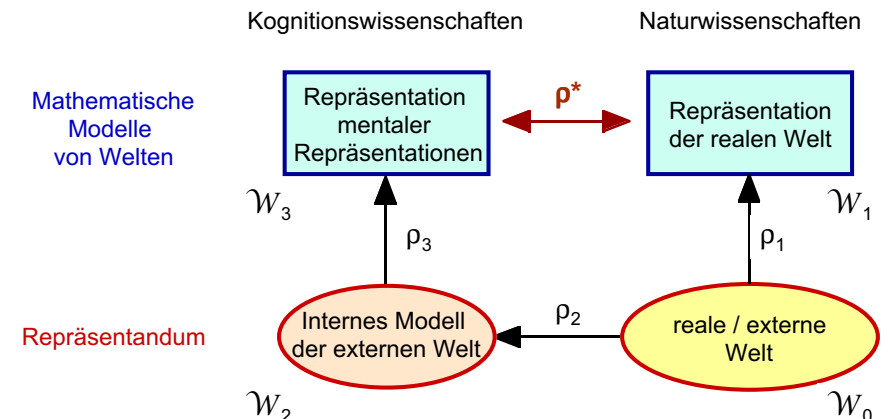 Kognitionswissenschaften
Naturwissenschaften
Mathematische
Modelle
von Welten
Repräsentation
mentaler
Repräsentationen
ρ*
Repräsentation
der realen Welt
𝒲3
𝒲1
ρ3
ρ1
Repräsentandum
Internes Modell
der externen Welt
ρ2
reale / externe
Welt
𝒲2
𝒲0